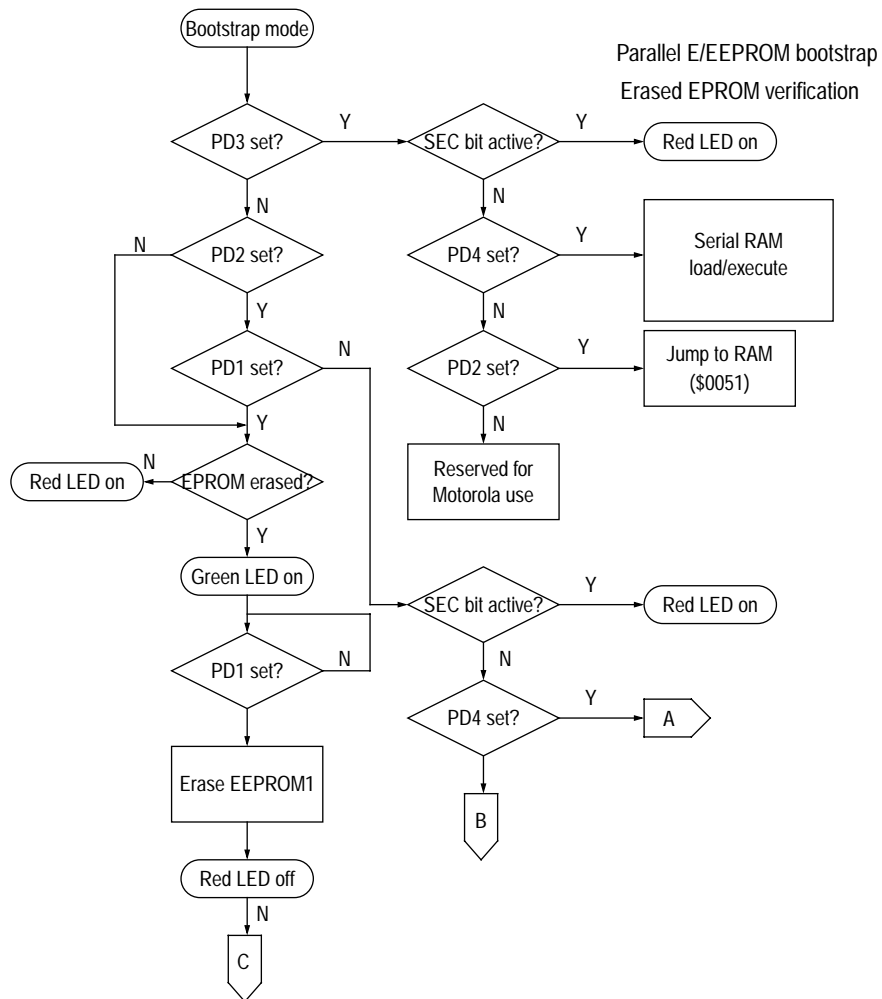 Bootstrap mode
Parallel E/EEPROM bootstrap
Erased EPROM verification
PD3 set?
Y
SEC bit active?
Y
Red LED on
N
N
N
PD2 set?
PD4 set?
Y
Serial RAM
load/execute
Y
N
PD1 set?
N
PD2 set?
Y
Jump to RAM
($0051)
Y
N
Red LED on
N
EPROM erased?
Reserved for
Motorola use
Y
Green LED on
SEC bit active?
Y
Red LED on
PD1 set?
N
N
PD4 set?
Y
A
Erase EEPROM1
B
Red LED off
N
C